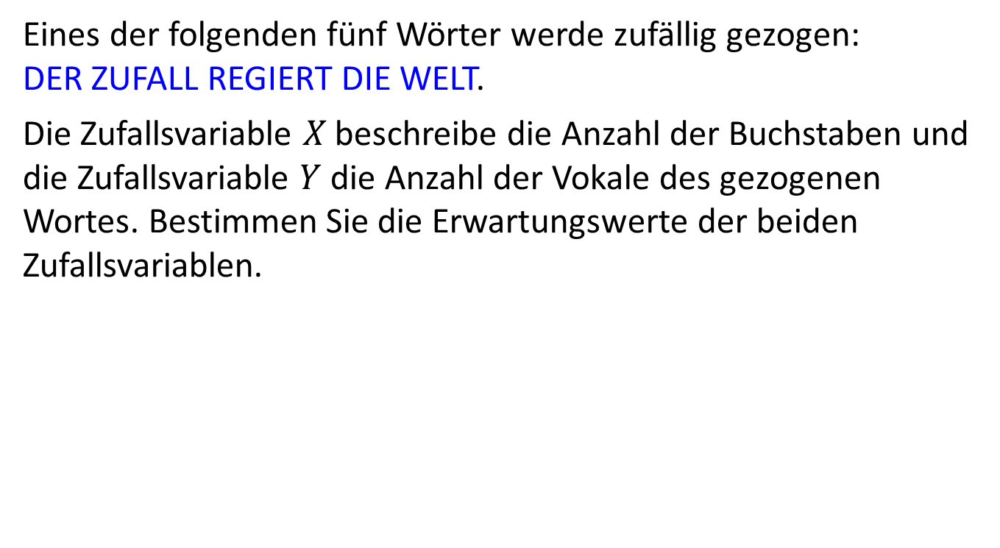 Eines der folgenden fünf Wörter werde zufällig gezogen:
DER ZUFALL REGIERT DIE WELT.
Die Zufallsvariable X beschreibe die Anzahl der Buchstaben und
die Zufallsvariable Y die Anzahl der Vokale des gezogenen
Wortes. Bestimmen Sie die Erwartungswerte der beiden
Zufallsvariablen.